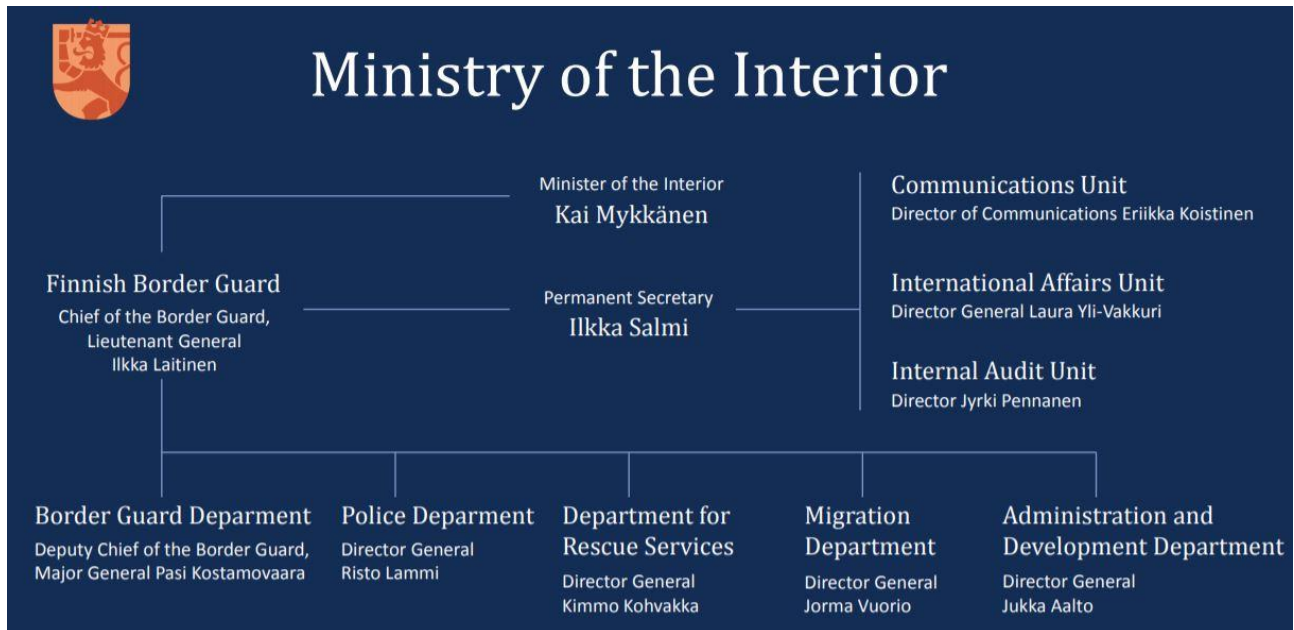 Ministry of the Interior
Minister of the Interior
Kai Mykkänen
Communications Unit
Director of Communications Eriikka Koistinen
Finnish Border Guard
Chief of the Border Guard,
Lieutenant General
Ilkka Laitinen
Permanent Secretary
Ilkka Salmi
International Affairs Unit
Director General Laura Yli-Vakkuri
Internal Audit Unit
Director Jyrki Pennanen
Border Guard Deparment
Deputy Chief of the Border Guard,
Major General Pasi Kostamovaara
Police Deparment
Director General
Risto Lammi
Department for
Rescue Services
Director General
Kimmo Kohvakka
Migration
Department
Director General
Jorma Vuorio
Administration and
Development Department
Director General
Jukka Aalto